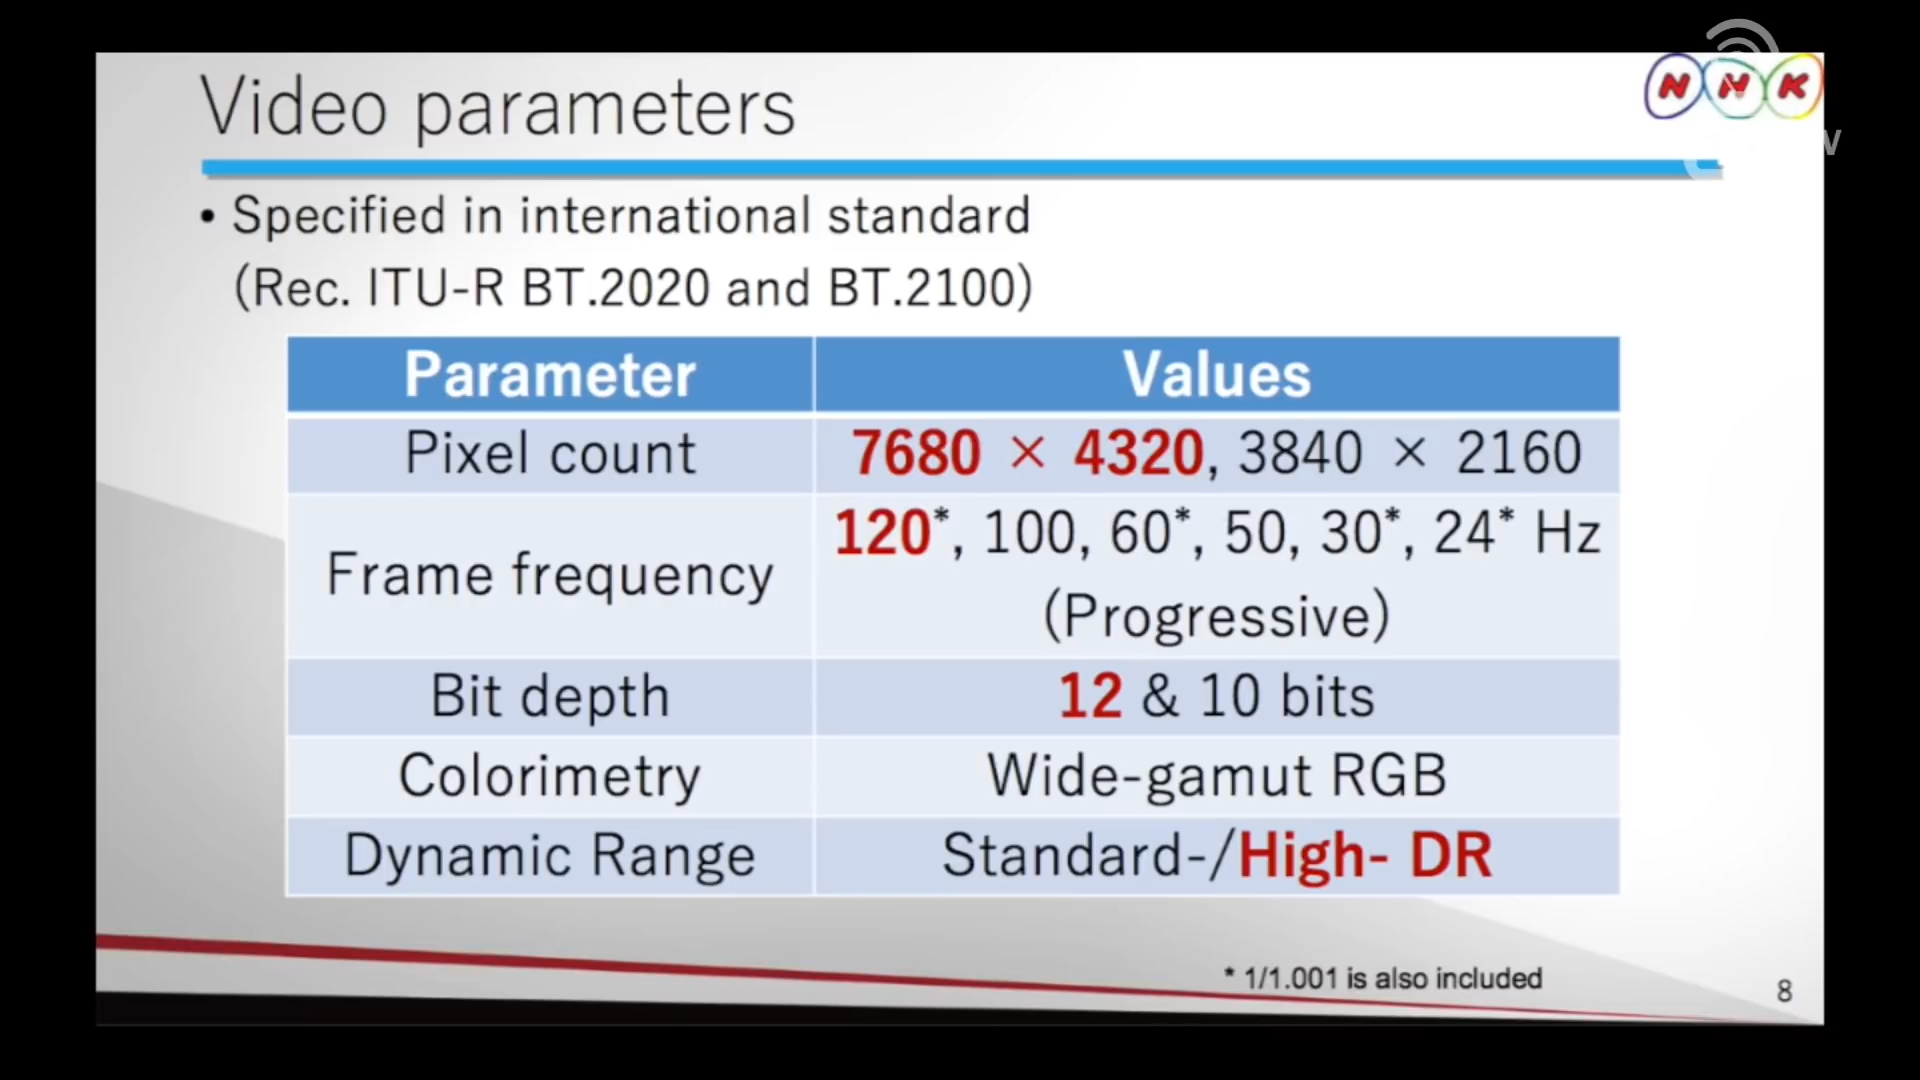 Video parameters
NHK
• Specified in international standard
(Rec. ITU-R BT.2020 and BT.2100)
Parameter Values
Pixel count 7680 × 4320, 3840 × 2160
Frame frequency 120*, 100, 60*, 50, 30*, 24* Hz
(Progressive)
Bit depth 12 & 10 bits
Colorimetry Wide-gamut RGB
Dynamic Range Standard-/High- DR
* 1/1.001 is also included
8